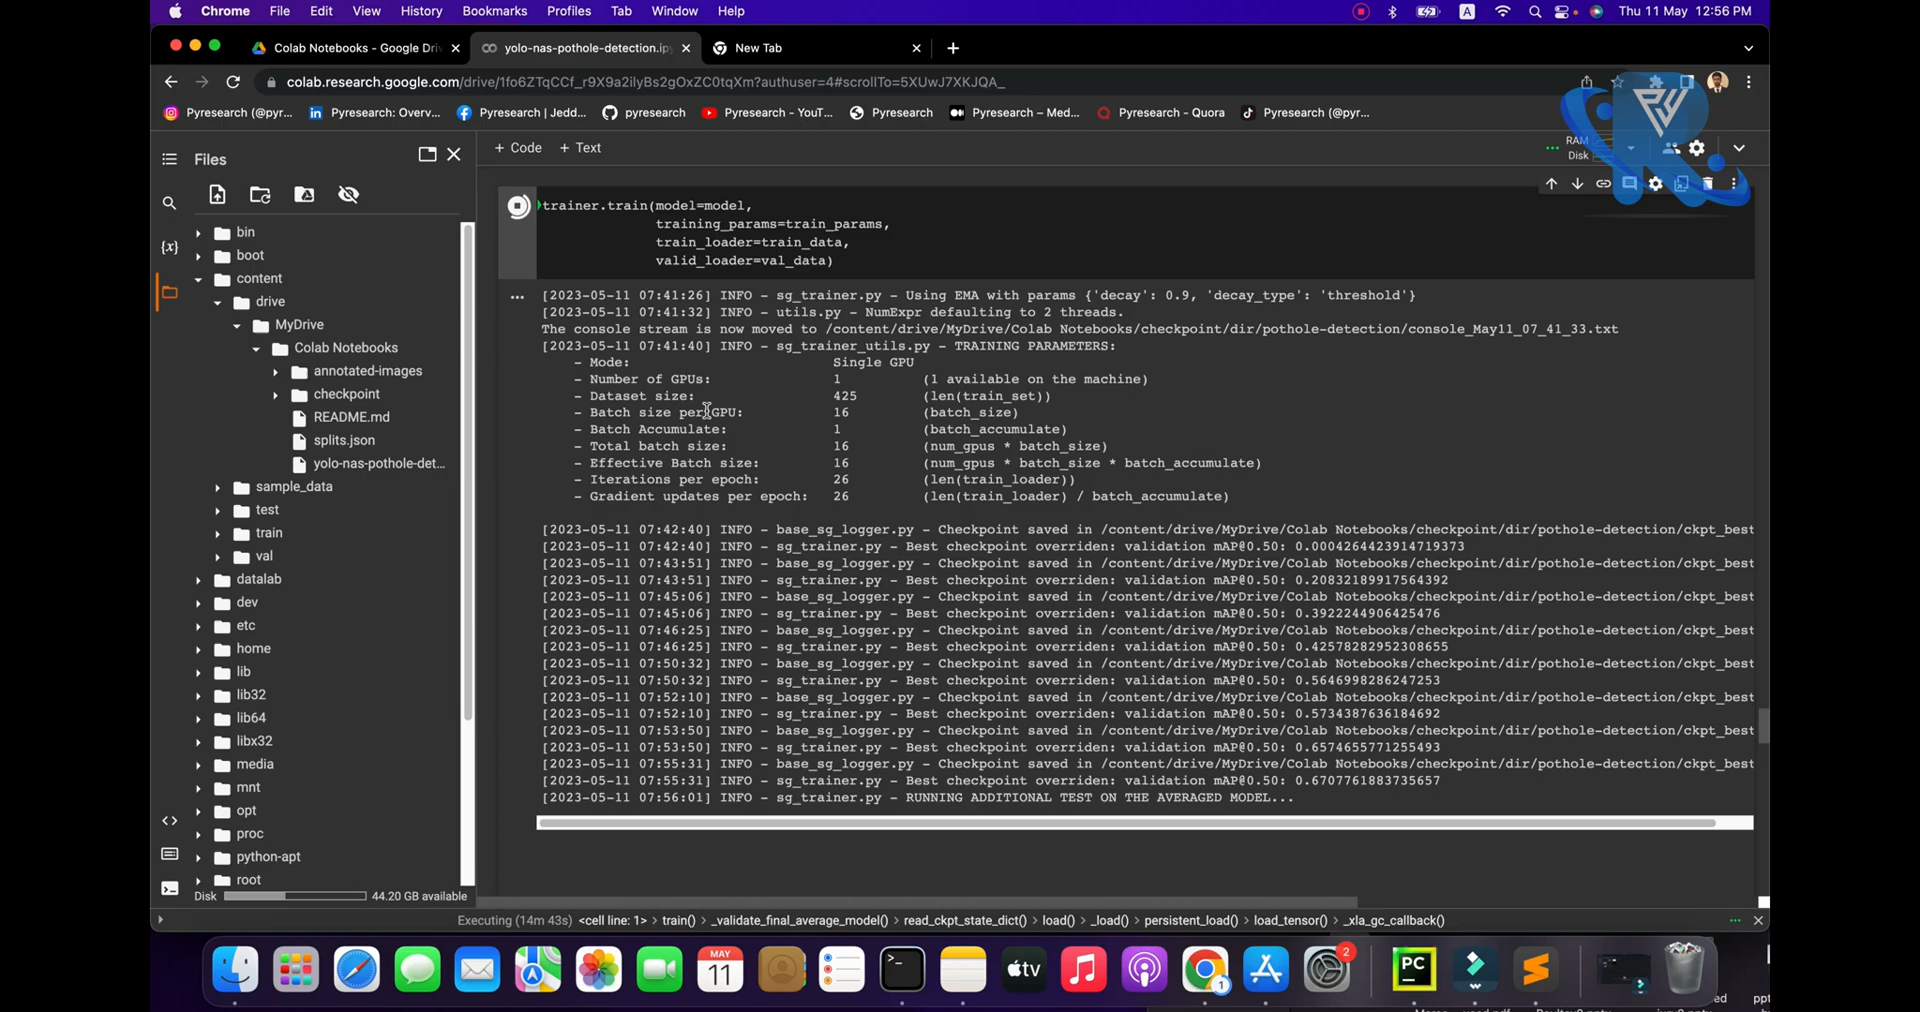 Chrome File Edit View History Bookmarks Profiles Tab Window Help A Thu 11 May 12:56 PM
Colab Notebooks - Google Driv yolo-nas-pothole-detection.ipy New Tab
colab.research.google.com/drive/1fo6ZTqCCf_r9X9a2ilyBs2gOxZC0tqXm?authuser=4#scrollTo=5XUwJ7XKJQA_
Pyresearch (@pyr... Pyresearch: Overv... Pyresearch | Jedd... pyresearch Pyresearch - YouT... Pyresearch Pyresearch – Med... Pyresearch - Quora Pyresearch (@pyr...
Files
+ Code + Text
RAM
Disk
bin
boot
content
drive
MyDrive
Colab Notebooks
annotated-images
checkpoint
README.md
splits.json
yolo-nas-pothole-det...
sample_data
test
train
val
datalab
dev
etc
home
lib
lib32
lib64
libx32
media
mnt
opt
proc
python-apt
root
Disk 44.20 GB available
trainer.train(model=model,
training_params=train_params,
train_loader=train_data,
valid_loader=val_data)
[2023-05-11 07:41:26] INFO - sg_trainer.py - Using EMA with params {'decay': 0.9, 'decay_type': 'threshold'}
[2023-05-11 07:41:32] INFO - utils.py - NumExpr defaulting to 2 threads.
The console stream is now moved to /content/drive/MyDrive/Colab Notebooks/checkpoint/dir/pothole-detection/console_May11_07_41_33.txt
[2023-05-11 07:41:40] INFO - sg_trainer_utils.py - TRAINING PARAMETERS:
- Mode: Single GPU
- Number of GPUs: 1 (1 available on the machine)
- Dataset size: 425 (len(train_set))
- Batch size per GPU: 16 (batch_size)
- Batch Accumulate: 1 (batch_accumulate)
- Total batch size: 16 (num_gpus * batch_size)
- Effective Batch size: 16 (num_gpus * batch_size * batch_accumulate)
- Iterations per epoch: 26 (len(train_loader))
- Gradient updates per epoch: 26 (len(train_loader) / batch_accumulate)
[2023-05-11 07:42:40] INFO - base_sg_logger.py - Checkpoint saved in /content/drive/MyDrive/Colab Notebooks/checkpoint/dir/pothole-detection/ckpt_best
[2023-05-11 07:42:40] INFO - sg_trainer.py - Best checkpoint overriden: validation mAP@0.50: 0.0004264423914719373
[2023-05-11 07:43:51] INFO - base_sg_logger.py - Checkpoint saved in /content/drive/MyDrive/Colab Notebooks/checkpoint/dir/pothole-detection/ckpt_best
[2023-05-11 07:43:51] INFO - sg_trainer.py - Best checkpoint overriden: validation mAP@0.50: 0.20832189917564392
[2023-05-11 07:45:06] INFO - base_sg_logger.py - Checkpoint saved in /content/drive/MyDrive/Colab Notebooks/checkpoint/dir/pothole-detection/ckpt_best
[2023-05-11 07:45:06] INFO - sg_trainer.py - Best checkpoint overriden: validation mAP@0.50: 0.3922244906425476
[2023-05-11 07:46:25] INFO - base_sg_logger.py - Checkpoint saved in /content/drive/MyDrive/Colab Notebooks/checkpoint/dir/pothole-detection/ckpt_best
[2023-05-11 07:46:25] INFO - sg_trainer.py - Best checkpoint overriden: validation mAP@0.50: 0.42578282952308655
[2023-05-11 07:50:32] INFO - base_sg_logger.py - Checkpoint saved in /content/drive/MyDrive/Colab Notebooks/checkpoint/dir/pothole-detection/ckpt_best
[2023-05-11 07:50:32] INFO - sg_trainer.py - Best checkpoint overriden: validation mAP@0.50: 0.5646998286247253
[2023-05-11 07:52:10] INFO - base_sg_logger.py - Checkpoint saved in /content/drive/MyDrive/Colab Notebooks/checkpoint/dir/pothole-detection/ckpt_best
[2023-05-11 07:52:10] INFO - sg_trainer.py - Best checkpoint overriden: validation mAP@0.50: 0.5734387636184692
[2023-05-11 07:53:50] INFO - base_sg_logger.py - Checkpoint saved in /content/drive/MyDrive/Colab Notebooks/checkpoint/dir/pothole-detection/ckpt_best
[2023-05-11 07:53:50] INFO - sg_trainer.py - Best checkpoint overriden: validation mAP@0.50: 0.6574655771255493
[2023-05-11 07:55:31] INFO - base_sg_logger.py - Checkpoint saved in /content/drive/MyDrive/Colab Notebooks/checkpoint/dir/pothole-detection/ckpt_best
[2023-05-11 07:55:31] INFO - sg_trainer.py - Best checkpoint overriden: validation mAP@0.50: 0.6707761883735657
[2023-05-11 07:56:01] INFO - sg_trainer.py - RUNNING ADDITIONAL TEST ON THE AVERAGED MODEL...
Executing (14m 43s) <cell line: 1> train() _validate_final_average_model() read_ckpt_state_dict() load() _load() persistent_load() load_tensor() _xla_gc_callback()
MAY
11
tv
1
2
PC